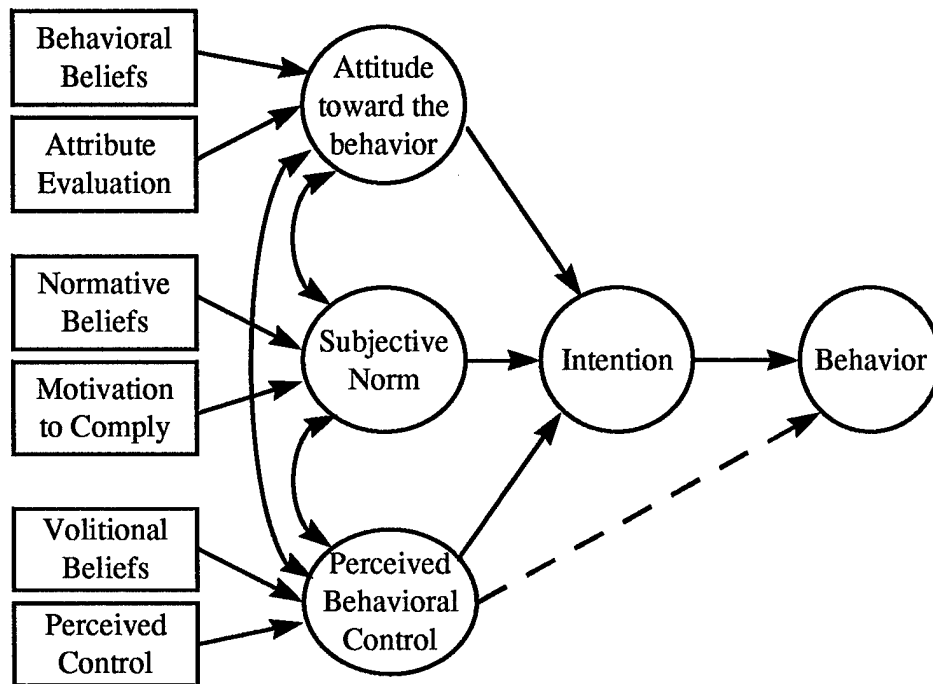 Behavioral
Beliefs
Attribute
Evaluation
Normative
Beliefs
Motivation
to Comply
Volitional
Beliefs
Perceived
Control
Attitude
toward the
behavior
Subjective
Norm
Perceived
Behavioral
Control
Intention
Behavior